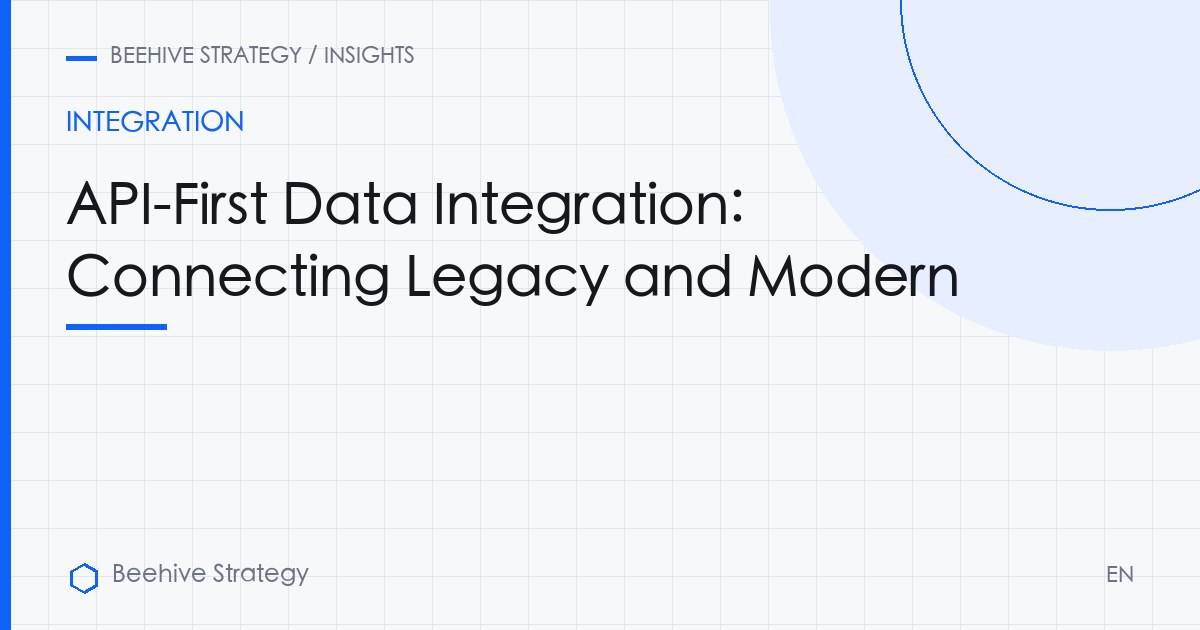 BEEHIVE STRATEGY / INSIGHTS
INTEGRATION
API-First Data Integration:
Connecting Legacy and Modern
Beehive Strategy
EN